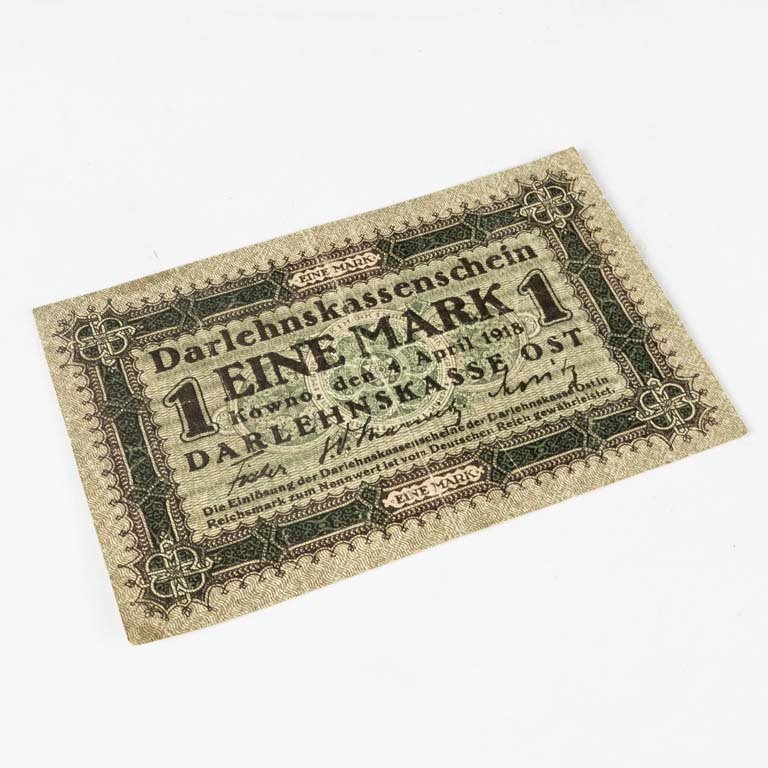 EINE MARK
Darlehnskassenschein
1 EINE MARK 1
Kowno, den 4. April 1918
DARLEHNSKASSE OST
Die Einlösung der Darlehnskassenscheine der Darlehnskasse Ost in
Reichsmark zum Nennwert ist vom Deutschen Reich gewährleistet.
EINE MARK